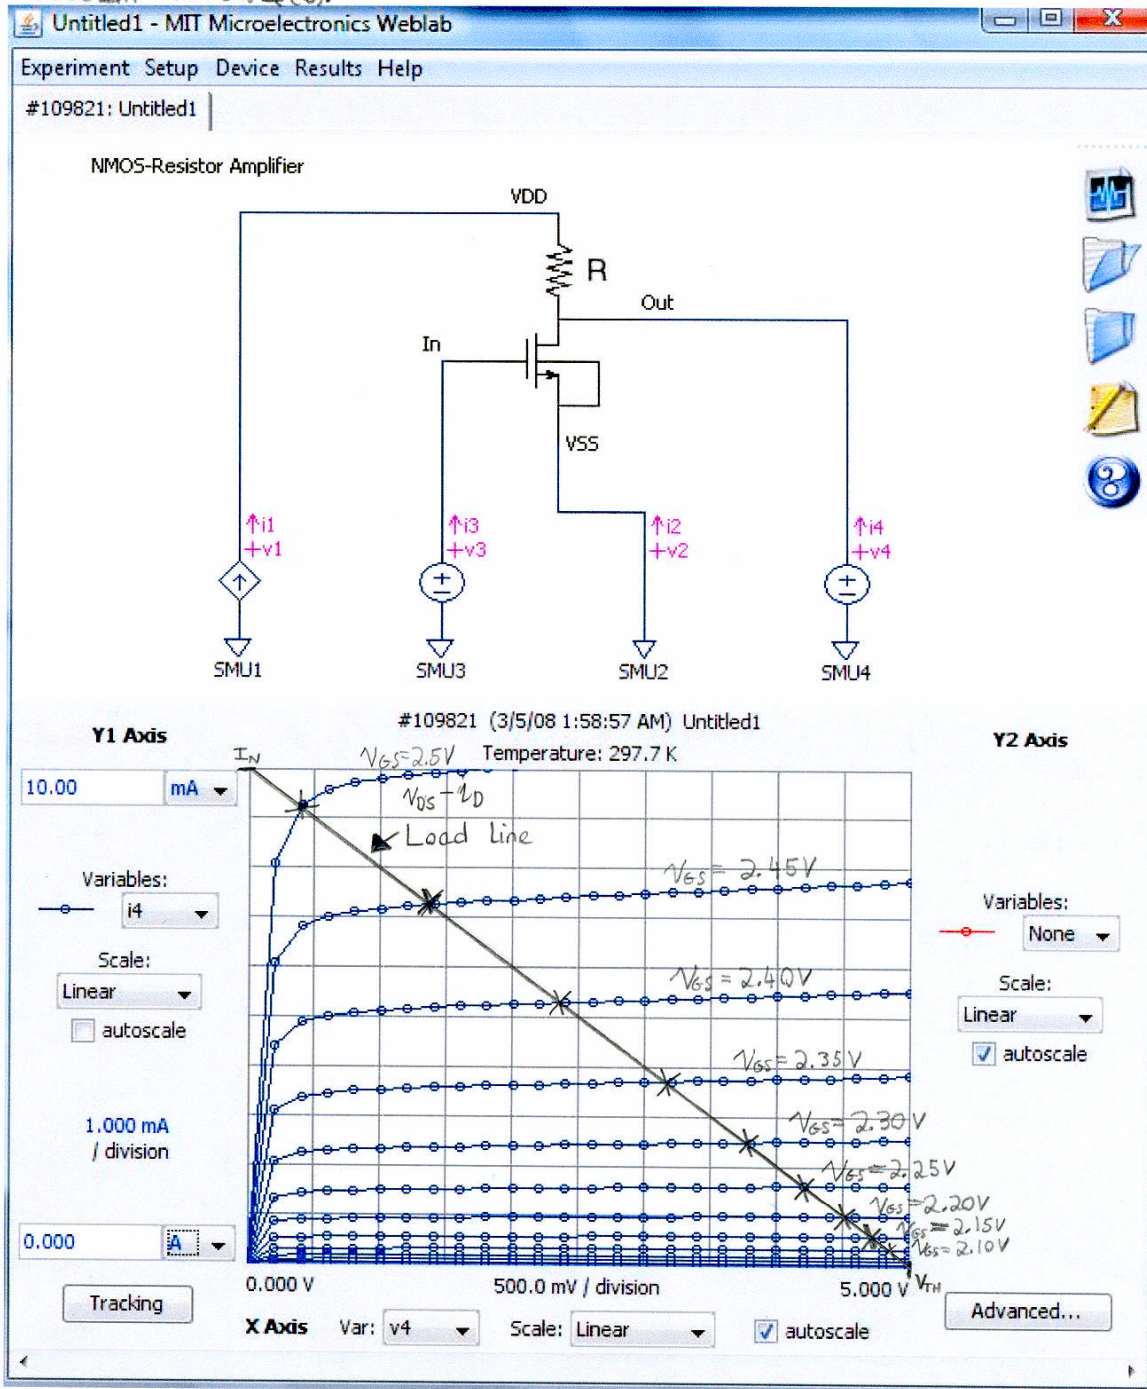 Untitled1 - MIT Microelectronics Weblab
Experiment Setup Device Results Help
#109821: Untitled1
NMOS-Resistor Amplifier
VDD
R
Out
In
VSS
i1
+v1
i3
+v3
i2
+v2
i4
+v4
SMU1
SMU3
SMU2
SMU4
#109821 (3/5/08 1:58:57 AM) Untitled1
Temperature: 297.7 K
Y1 Axis
10.00 mA
Variables:
i4
Scale:
Linear
autoscale
1.000 mA
/ division
0.000 A
Tracking
I_N
V_GS=2.5V
V_DS-i_D
Load line
V_GS = 2.45V
V_GS = 2.40V
V_GS = 2.35V
V_GS = 2.30V
V_GS = 2.25V
V_GS = 2.20V
V_GS = 2.15V
V_GS = 2.10V
V_TH
0.000 V 500.0 mV / division 5.000 V
X Axis Var: v4 Scale: Linear autoscale
Y2 Axis
Variables:
None
Scale:
Linear
autoscale
Advanced...